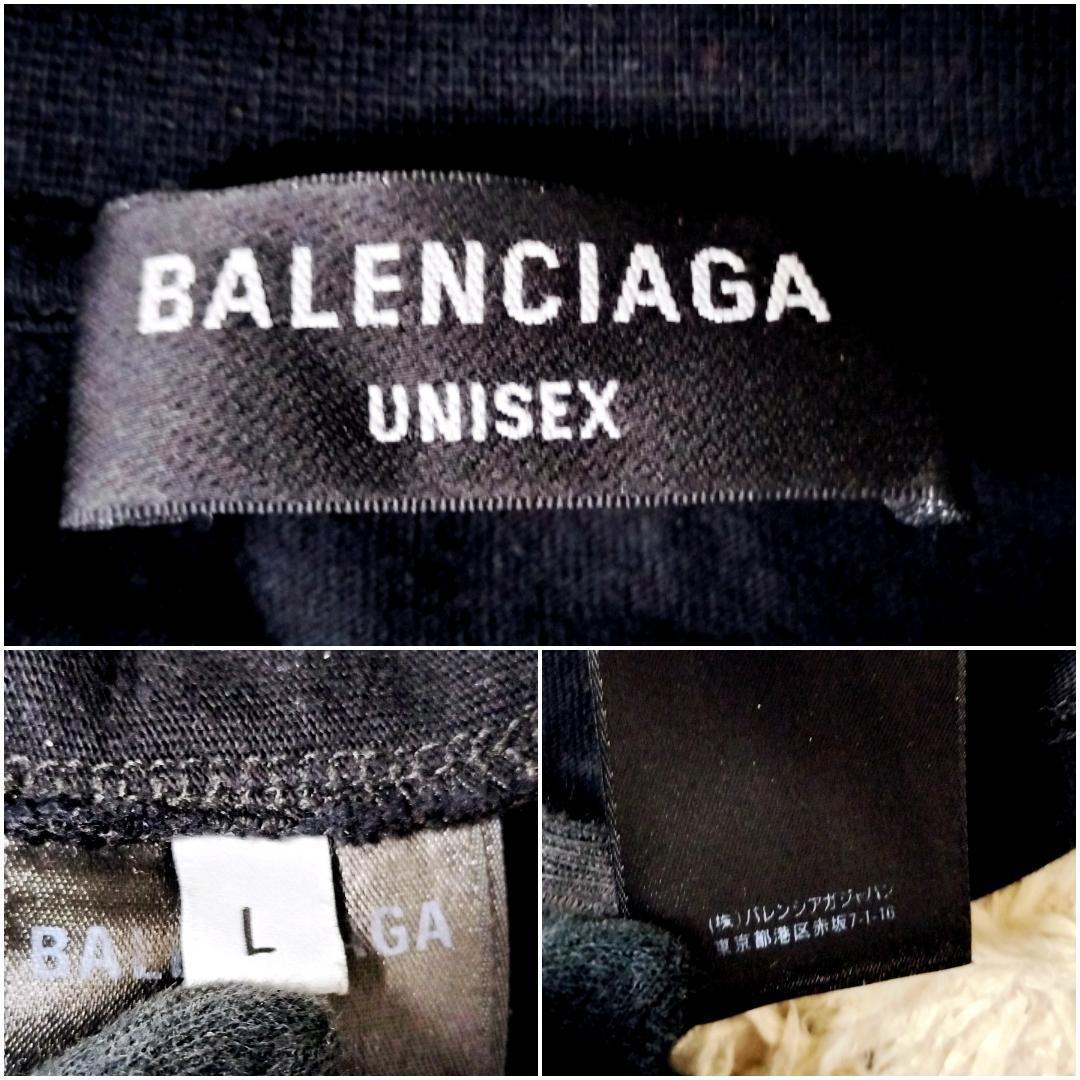 BALENCIAGA
UNISEX
BAL GA
L
(株)バレンシアガジャパン
東京都港区赤坂7-1-16